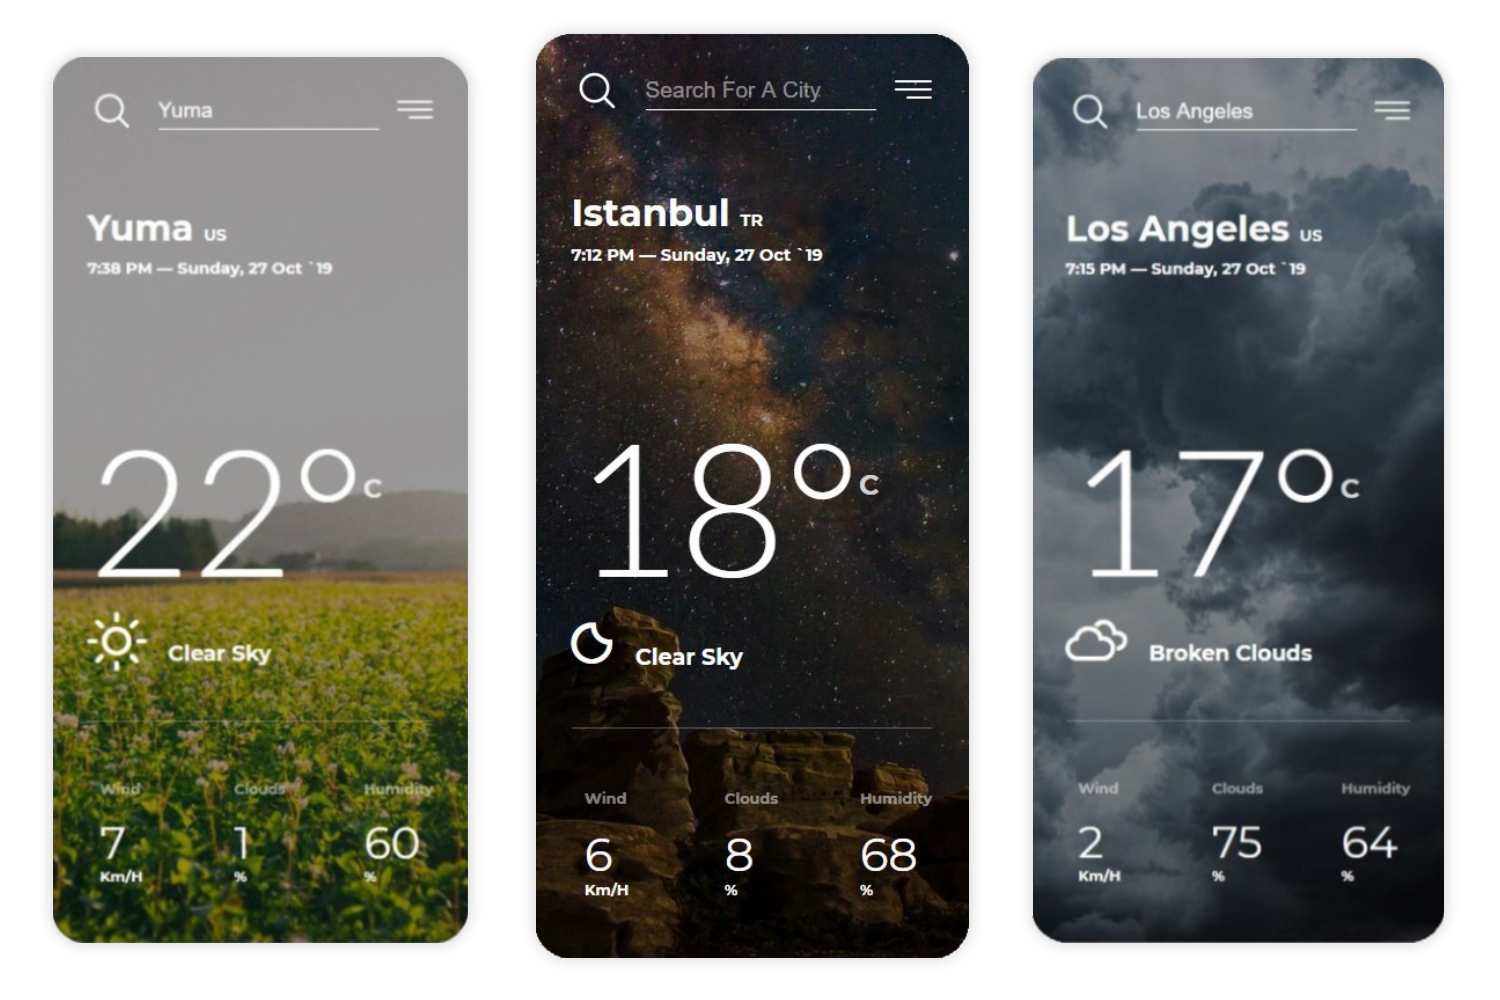 Yuma
Yuma US
7:38 PM — Sunday, 27 Oct `19
22°c
Clear Sky
Wind Clouds Humidity
7 1 60
Km/H % %
Search For A City
Istanbul TR
7:12 PM — Sunday, 27 Oct `19
18°c
Clear Sky
Wind Clouds Humidity
6 8 68
Km/H % %
Los Angeles
Los Angeles US
7:15 PM — Sunday, 27 Oct `19
17°c
Broken Clouds
Wind Clouds Humidity
2 75 64
Km/H % %